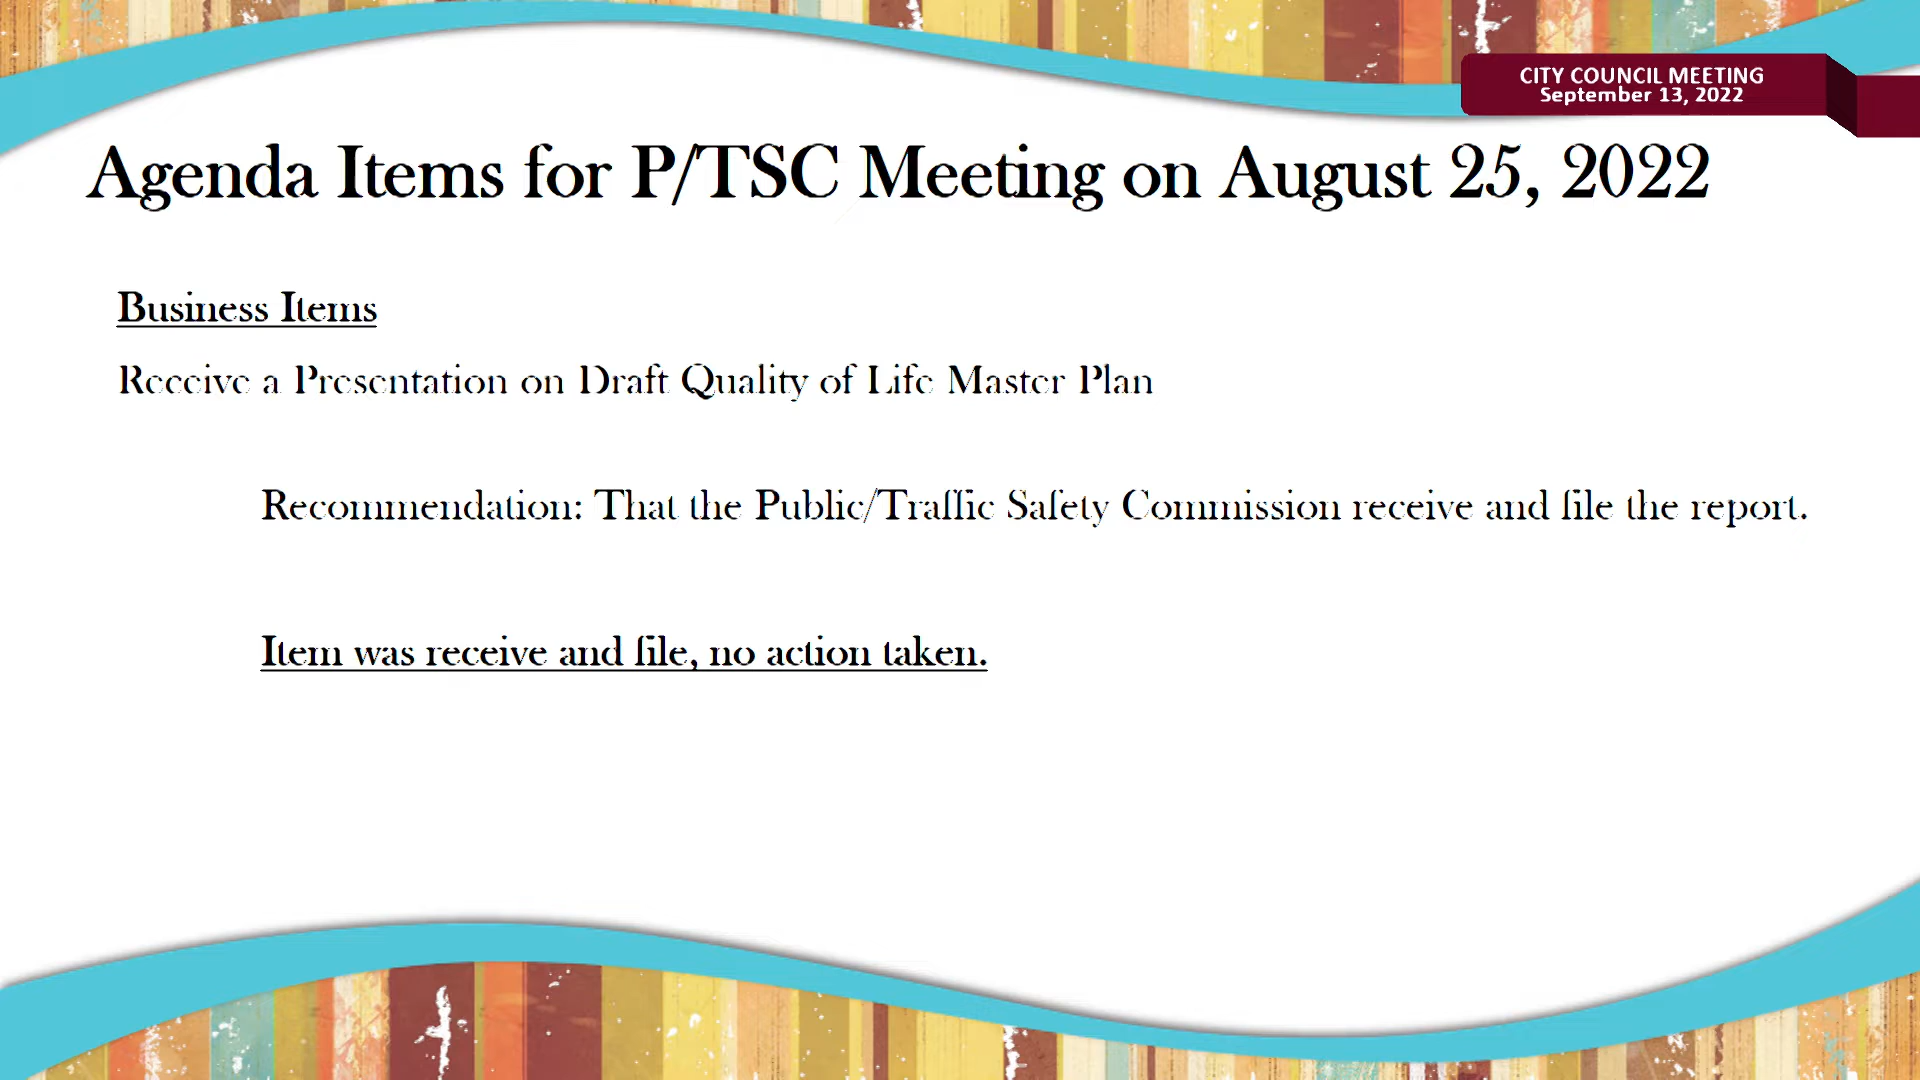 CITY COUNCIL MEETING
September 13, 2022
Agenda Items for P/TSC Meeting on August 25, 2022
Business Items
Receive a Presentation on Draft Quality of Life Master Plan
Recommendation: That the Public/Traffic Safety Commission receive and file the report.
Item was receive and file, no action taken.